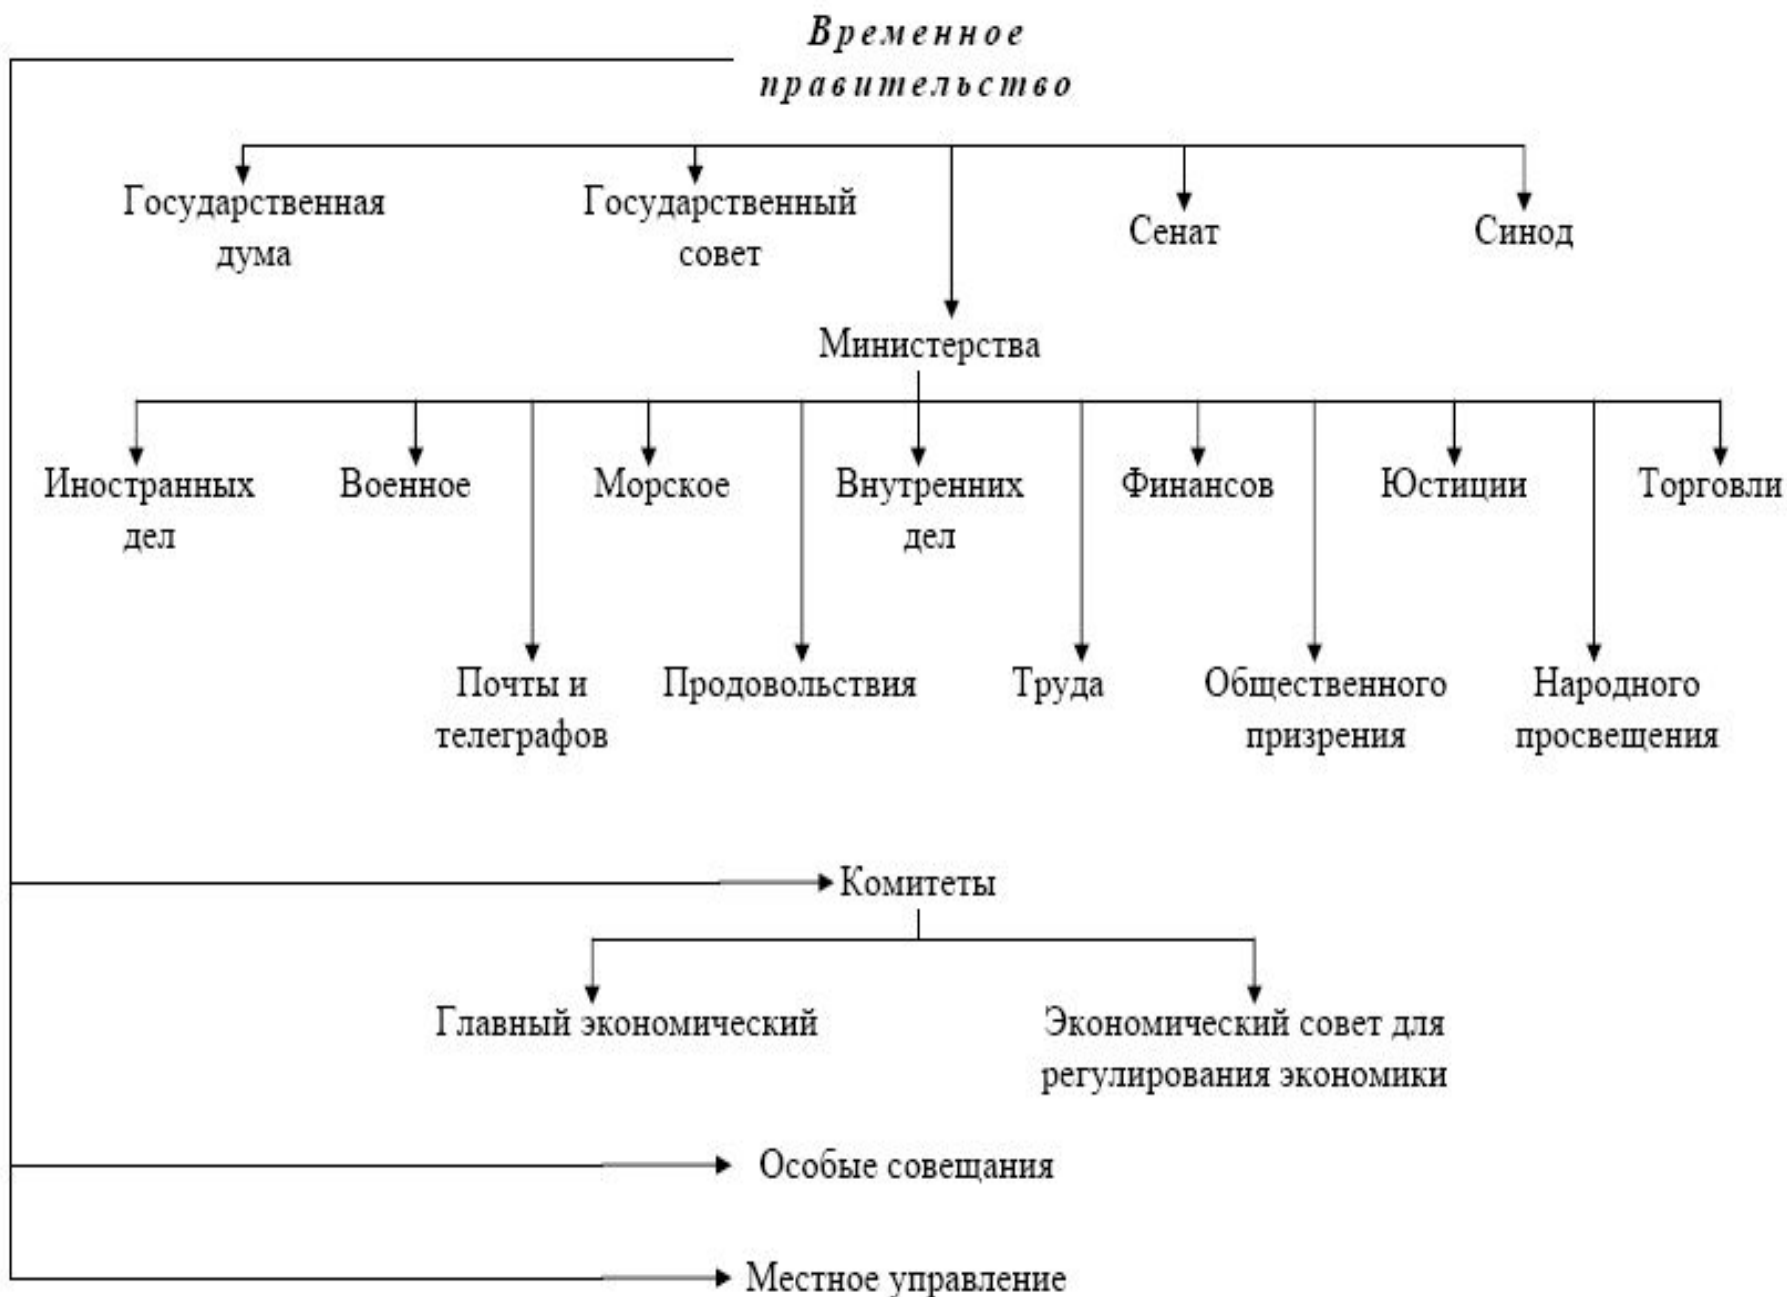 Временное
правительство
Государственная
дума
Государственный
совет
Сенат
Синод
Министерства
Иностранных
дел
Военное
Морское
Внутренних
дел
Финансов
Юстиции
Торговли
Почты и
телеграфов
Продовольствия
Труда
Общественного
призрения
Народного
просвещения
Комитеты
Главный экономический
Экономический совет для
регулирования экономики
Особые совещания
Местное управление